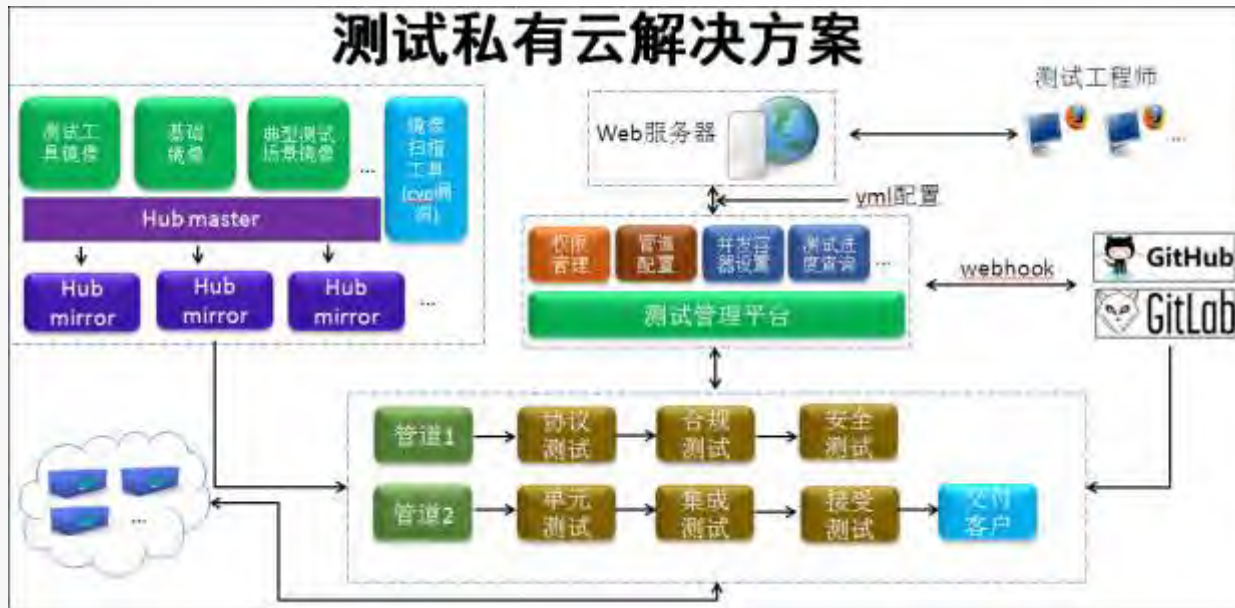 测试私有云解决方案
测试工
具镜像
基础
镜像
典型测试
场景镜像
...
镜像
扫描
工具
Hub master
Hub
mirror
Hub
mirror
Hub
mirror
...
Web服务器
测试工程师
...
yml配置
权限
管理
管道
配置
并发容
器设置
测试进
度查询
...
测试管理平台
webhook
GitHub
GitLab
管道1
协议
测试
合规
测试
安全
测试
管道2
单元
测试
集成
测试
接受
测试
交付
客户
...